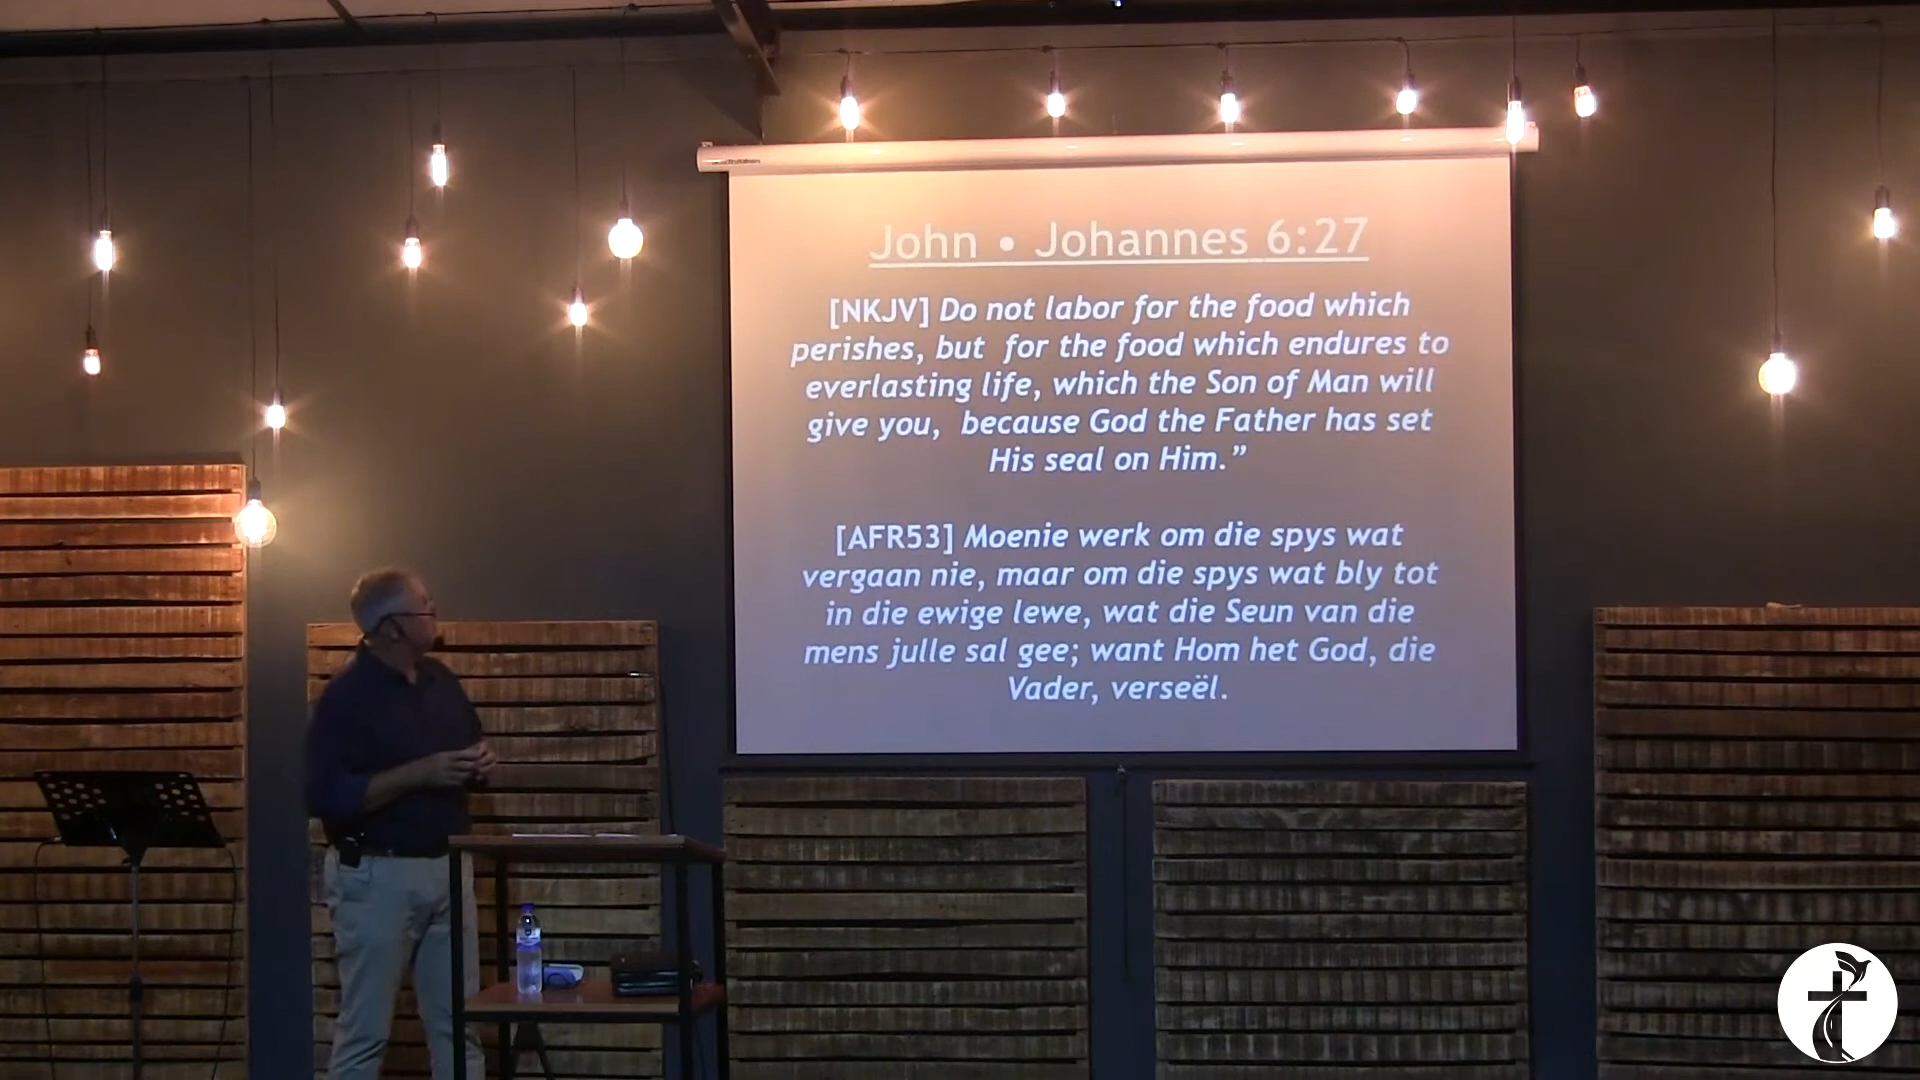 John • Johannes 6:27
[NKJV] Do not labor for the food which
perishes, but for the food which endures to
everlasting life, which the Son of Man will
give you, because God the Father has set
His seal on Him.”
[AFR53] Moenie werk om die spys wat
vergaan nie, maar om die spys wat bly tot
in die ewige lewe, wat die Seun van die
mens julle sal gee; want Hom het God, die
Vader, verseël.